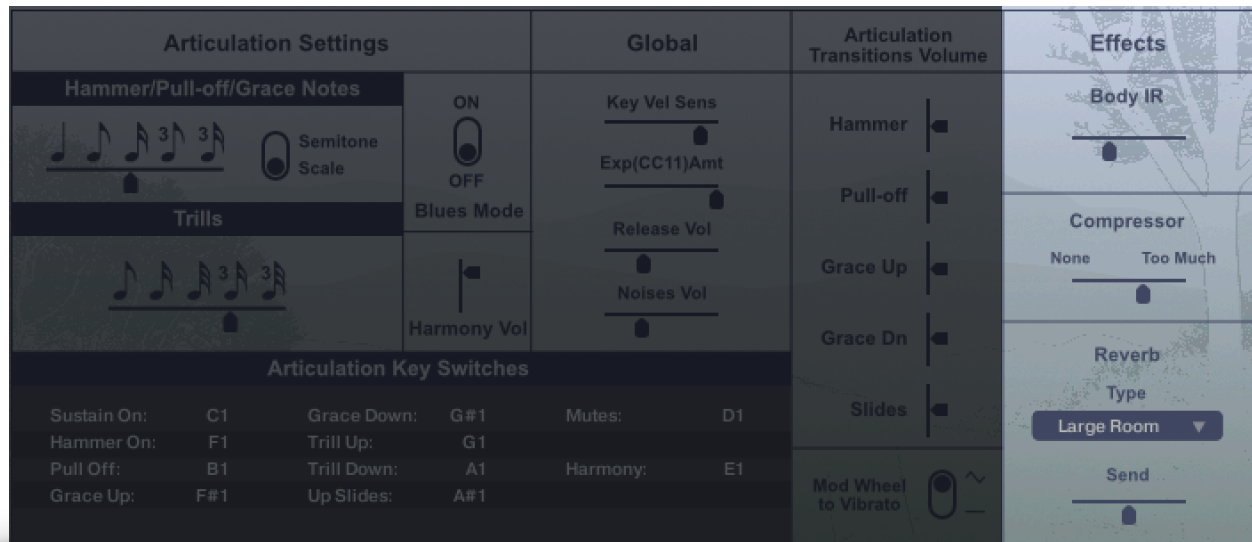 Articulation Settings
Hammer/Pull-off/Grace Notes
3 3
Semitone
Scale
Trills
3 3
ON
OFF
Blues Mode
Harmony Vol
Global
Key Vel Sens
Exp(CC11)Amt
Release Vol
Noises Vol
Articulation
Transitions Volume
Hammer
Pull-off
Grace Up
Grace Dn
Slides
Mod Wheel
to Vibrato
Articulation Key Switches
Sustain On: C1 Grace Down: G#1 Mutes: D1
Hammer On: F1 Trill Up: G1
Pull Off: B1 Trill Down: A1 Harmony: E1
Grace Up: F#1 Up Slides: A#1
Effects
Body IR
Compressor
None Too Much
Reverb
Type
Large Room
Send